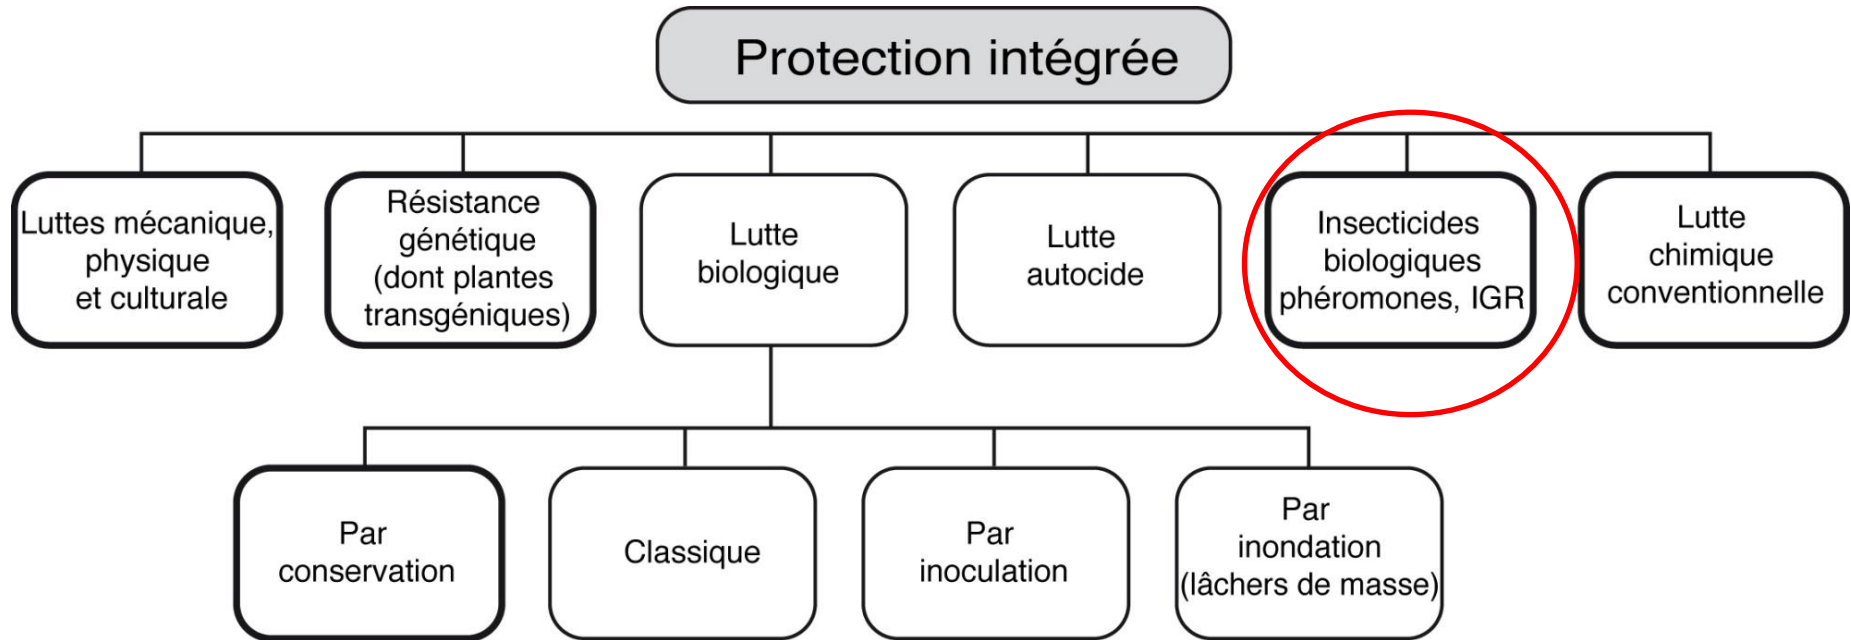 Protection intégrée
Luttes mécanique,
physique
et culturale
Résistance
génétique
(dont plantes
transgéniques)
Lutte
biologique
Lutte
autocide
Insecticides
biologiques
phéromones, IGR
Lutte
chimique
conventionnelle
Par
conservation
Classique
Par
inoculation
Par
inondation
(lâchers de masse)